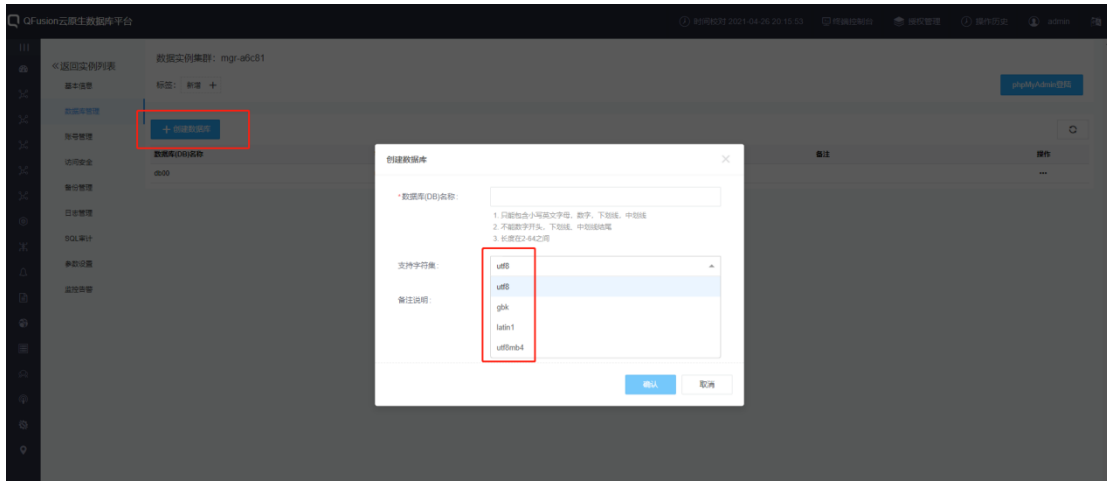 QFusion云原生数据库平台
时间校对 2021-04-26 20:15:53
终端控制台
授权管理
操作历史
admin
«返回实例列表
数据实例集群: mgr-a6c81
基本信息
标签: 新增 +
phpMyAdmin登陆
数据库管理
+ 创建数据库
账号管理
数据库(DB)名称
备注
操作
访问安全
db00
...
备份管理
日志管理
SQL审计
参数设置
监控告警
创建数据库
*数据库(DB)名称:
1. 只能包含小写英文字母、数字、下划线、中划线
2. 不能数字开头、下划线、中划线结尾
3. 长度在2-64之间
支持字符集:
utf8
utf8
备注说明:
gbk
latin1
utf8mb4
确认
取消